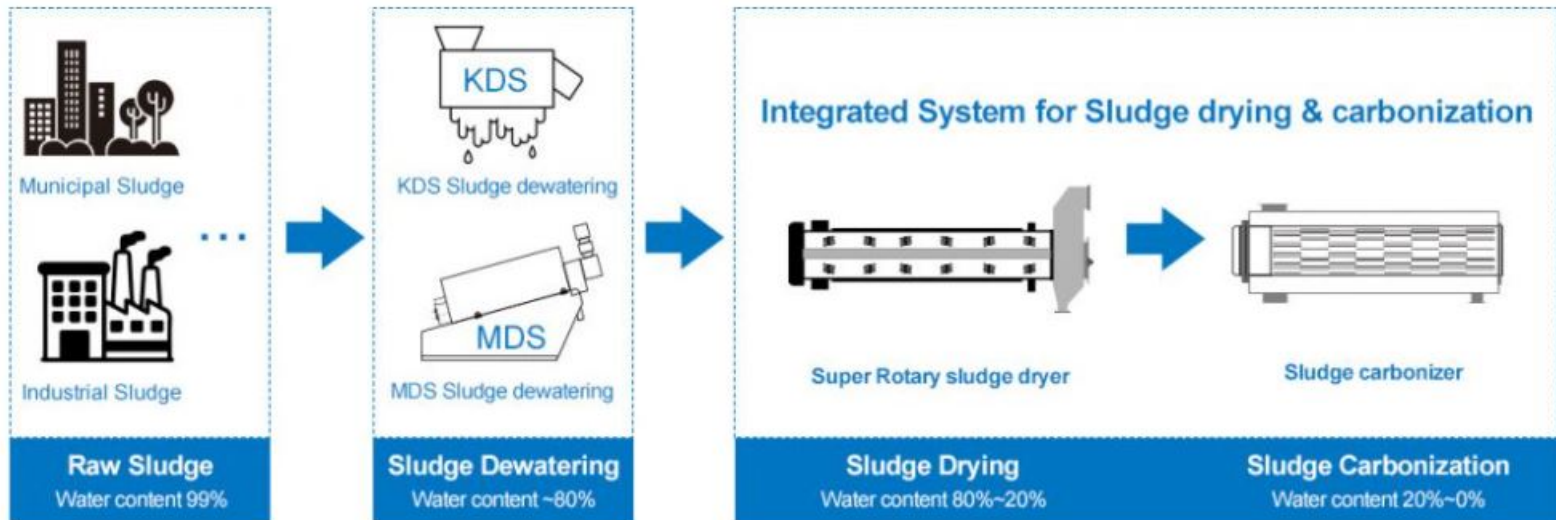 Municipal Sludge
...
Industrial Sludge
Raw Sludge
Water content 99%
KDS
KDS Sludge dewatering
MDS
MDS Sludge dewatering
Sludge Dewatering
Water content ~80%
Integrated System for Sludge drying & carbonization
Super Rotary sludge dryer
Sludge carbonizer
Sludge Drying
Water content 80%~20%
Sludge Carbonization
Water content 20%~0%